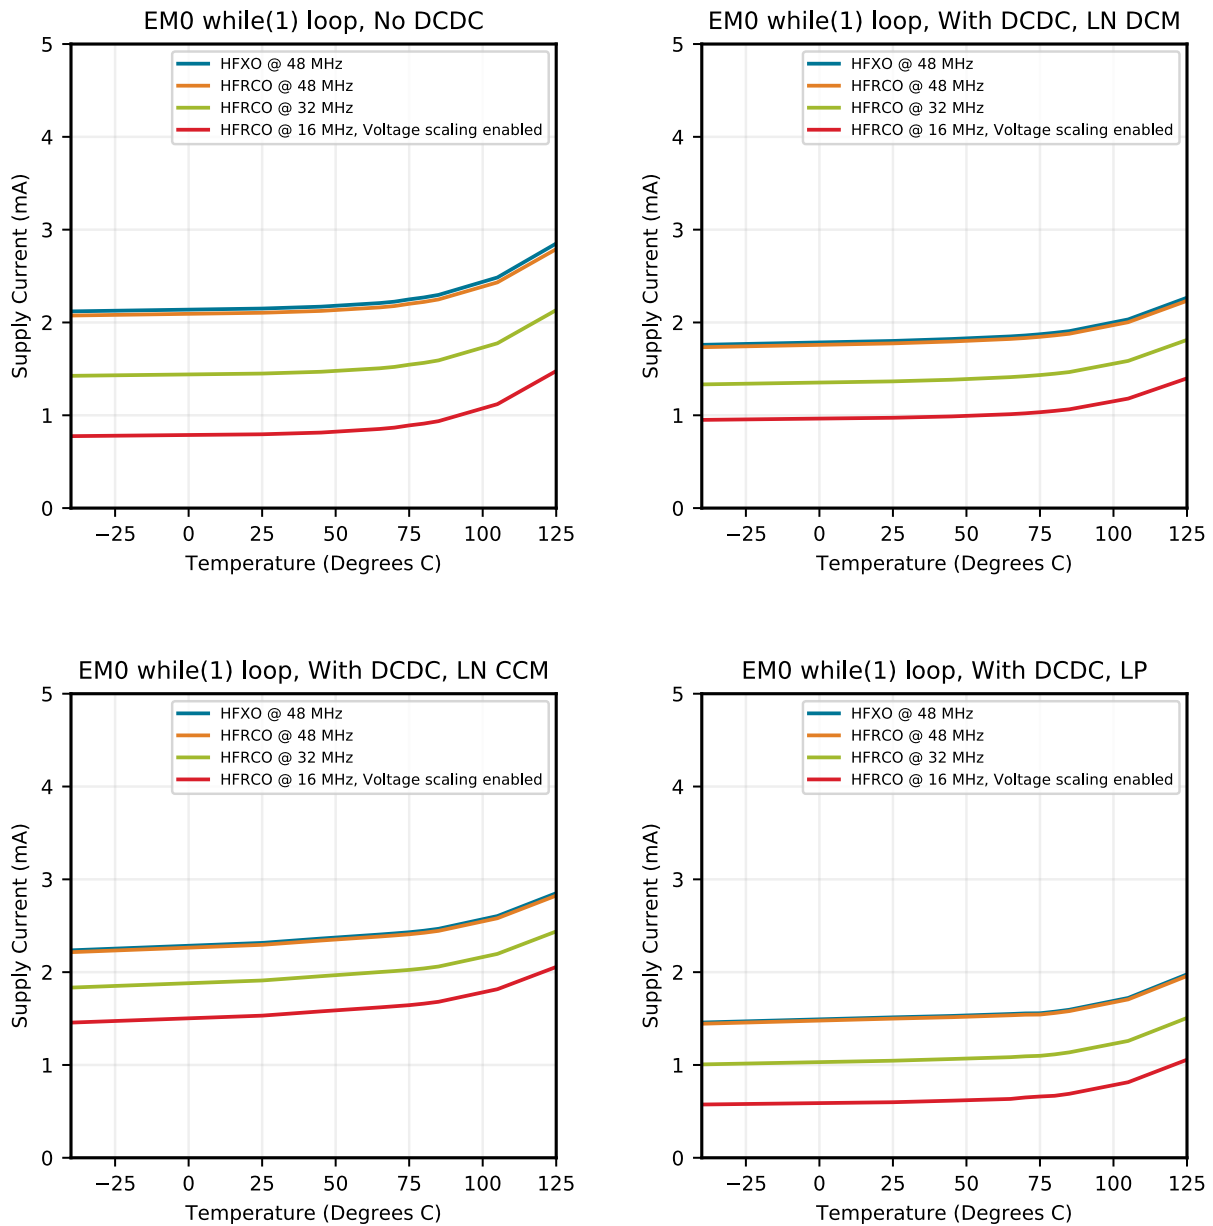 EM0 while(1) loop, No DCDC
HFXO @ 48 MHz
HFRCO @ 48 MHz
HFRCO @ 32 MHz
HFRCO @ 16 MHz, Voltage scaling enabled
Supply Current (mA)
5
4
3
2
1
0
−25 0 25 50 75 100 125
Temperature (Degrees C)
EM0 while(1) loop, With DCDC, LN DCM
HFXO @ 48 MHz
HFRCO @ 48 MHz
HFRCO @ 32 MHz
HFRCO @ 16 MHz, Voltage scaling enabled
Supply Current (mA)
5
4
3
2
1
0
−25 0 25 50 75 100 125
Temperature (Degrees C)
EM0 while(1) loop, With DCDC, LN CCM
HFXO @ 48 MHz
HFRCO @ 48 MHz
HFRCO @ 32 MHz
HFRCO @ 16 MHz, Voltage scaling enabled
Supply Current (mA)
5
4
3
2
1
0
−25 0 25 50 75 100 125
Temperature (Degrees C)
EM0 while(1) loop, With DCDC, LP
HFXO @ 48 MHz
HFRCO @ 48 MHz
HFRCO @ 32 MHz
HFRCO @ 16 MHz, Voltage scaling enabled
Supply Current (mA)
5
4
3
2
1
0
−25 0 25 50 75 100 125
Temperature (Degrees C)